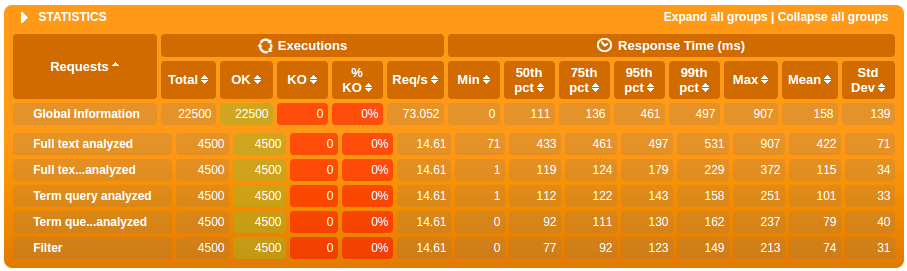 STATISTICS Expand all groups | Collapse all groups
Requests Executions Response Time (ms)
Total OK KO % KO Req/s Min 50th pct 75th pct 95th pct 99th pct Max Mean Std Dev
Global Information 22500 22500 0 0% 73.052 0 111 136 461 497 907 158 139
Full text analyzed 4500 4500 0 0% 14.61 71 433 461 497 531 907 422 71
Full tex...analyzed 4500 4500 0 0% 14.61 1 119 124 179 229 372 115 34
Term query analyzed 4500 4500 0 0% 14.61 1 112 122 143 158 251 101 33
Term que...analyzed 4500 4500 0 0% 14.61 0 92 111 130 162 237 79 40
Filter 4500 4500 0 0% 14.61 0 77 92 123 149 213 74 31